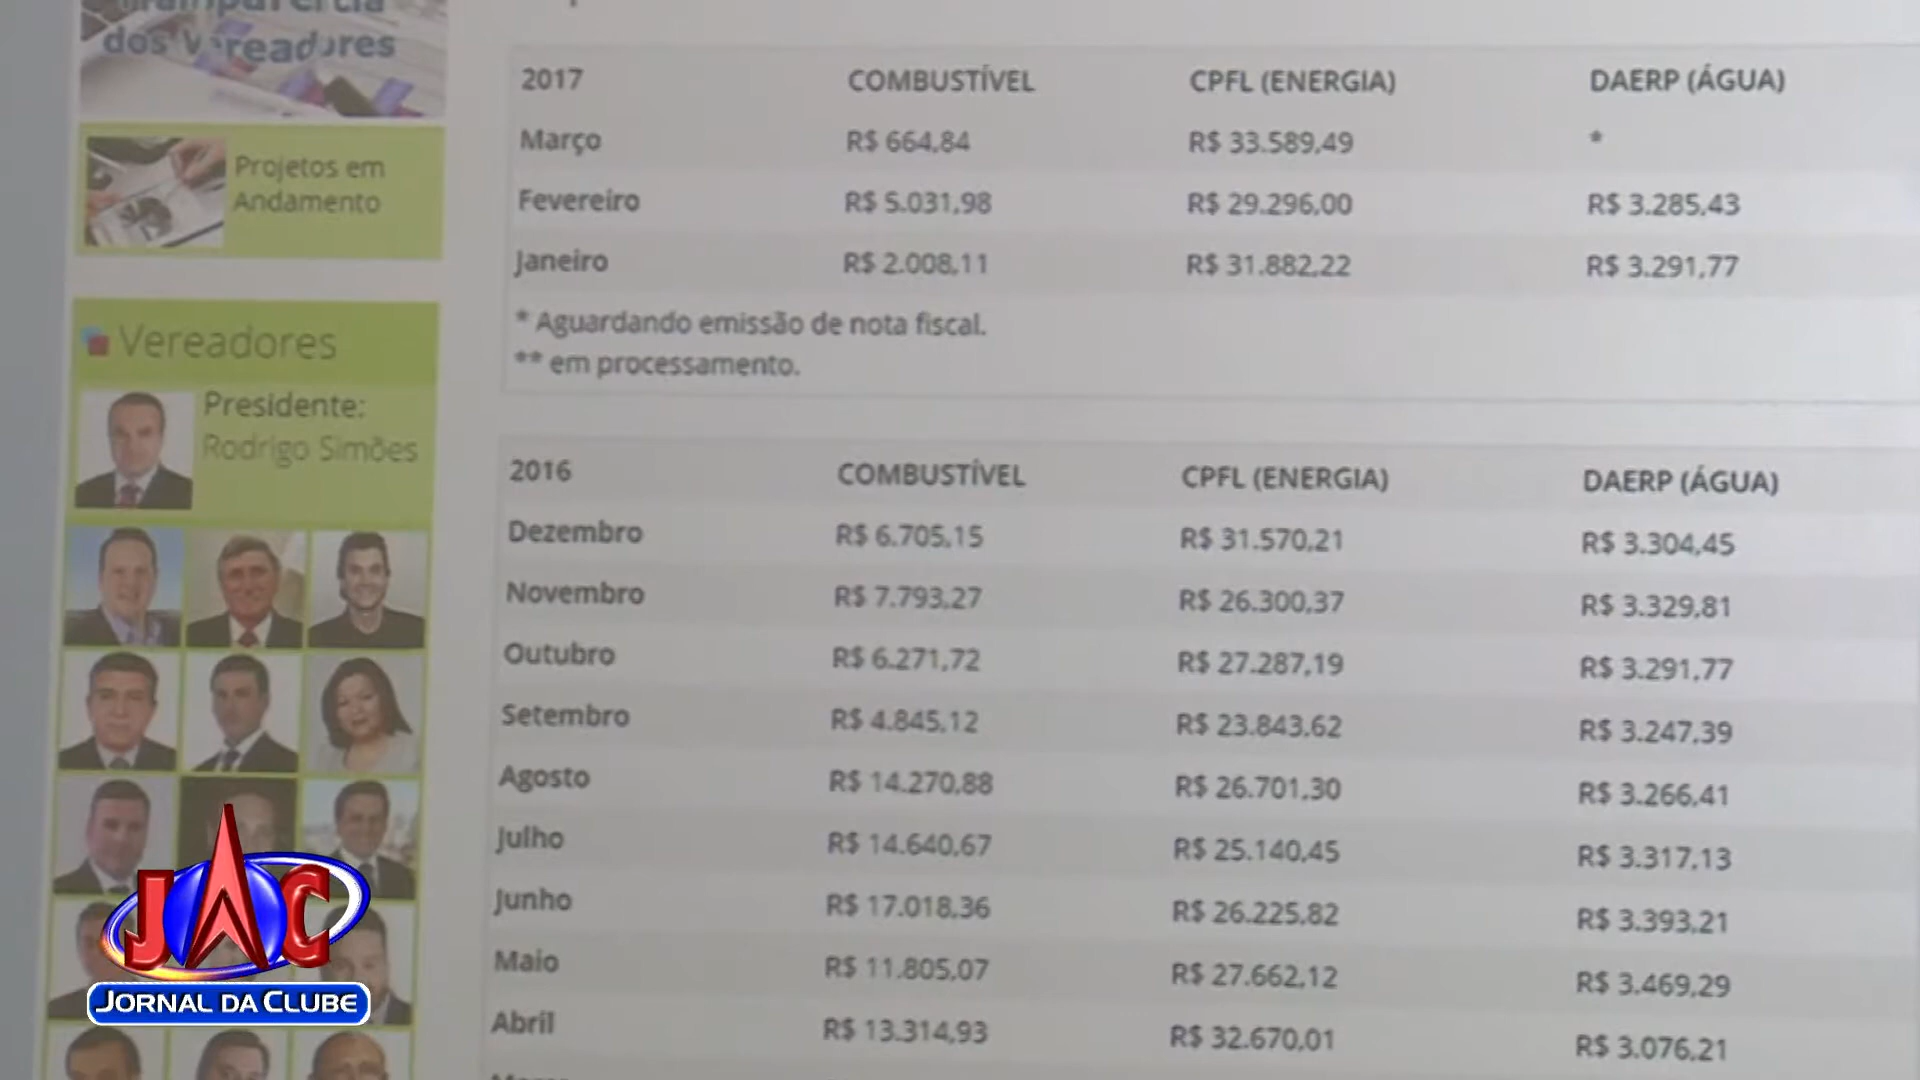 Transparência
dos Vereadores
Projetos em
Andamento
Vereadores
Presidente:
Rodrigo Simões
2017 COMBUSTÍVEL CPFL (ENERGIA) DAERP (ÁGUA)
Março R$ 664,84 R$ 33.589,49 *
Fevereiro R$ 5.031,98 R$ 29.296,00 R$ 3.285,43
Janeiro R$ 2.008,11 R$ 31.882,22 R$ 3.291,77
* Aguardando emissão de nota fiscal.
** em processamento.
2016 COMBUSTÍVEL CPFL (ENERGIA) DAERP (ÁGUA)
Dezembro R$ 6.705,15 R$ 31.570,21 R$ 3.304,45
Novembro R$ 7.793,27 R$ 26.300,37 R$ 3.329,81
Outubro R$ 6.271,72 R$ 27.287,19 R$ 3.291,77
Setembro R$ 4.845,12 R$ 23.843,62 R$ 3.247,39
Agosto R$ 14.270,88 R$ 26.701,30 R$ 3.266,41
Julho R$ 14.640,67 R$ 25.140,45 R$ 3.317,13
Junho R$ 17.018,36 R$ 26.225,82 R$ 3.393,21
Maio R$ 11.805,07 R$ 27.662,12 R$ 3.469,29
Abril R$ 13.314,93 R$ 32.670,01 R$ 3.076,21
JAC
JORNAL DA CLUBE